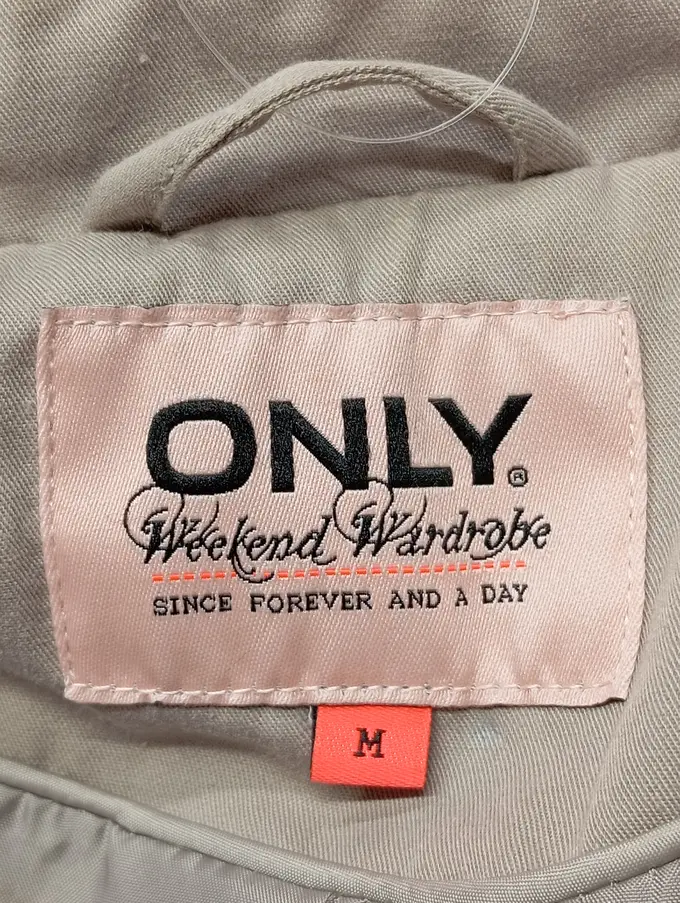 ONLY®
Weekend Wardrobe
SINCE FOREVER AND A DAY
M